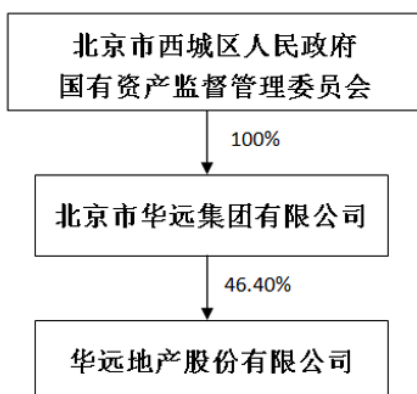 北京市西城区人民政府
国有资产监督管理委员会
100%
北京市华远集团有限公司
46.40%
华远地产股份有限公司